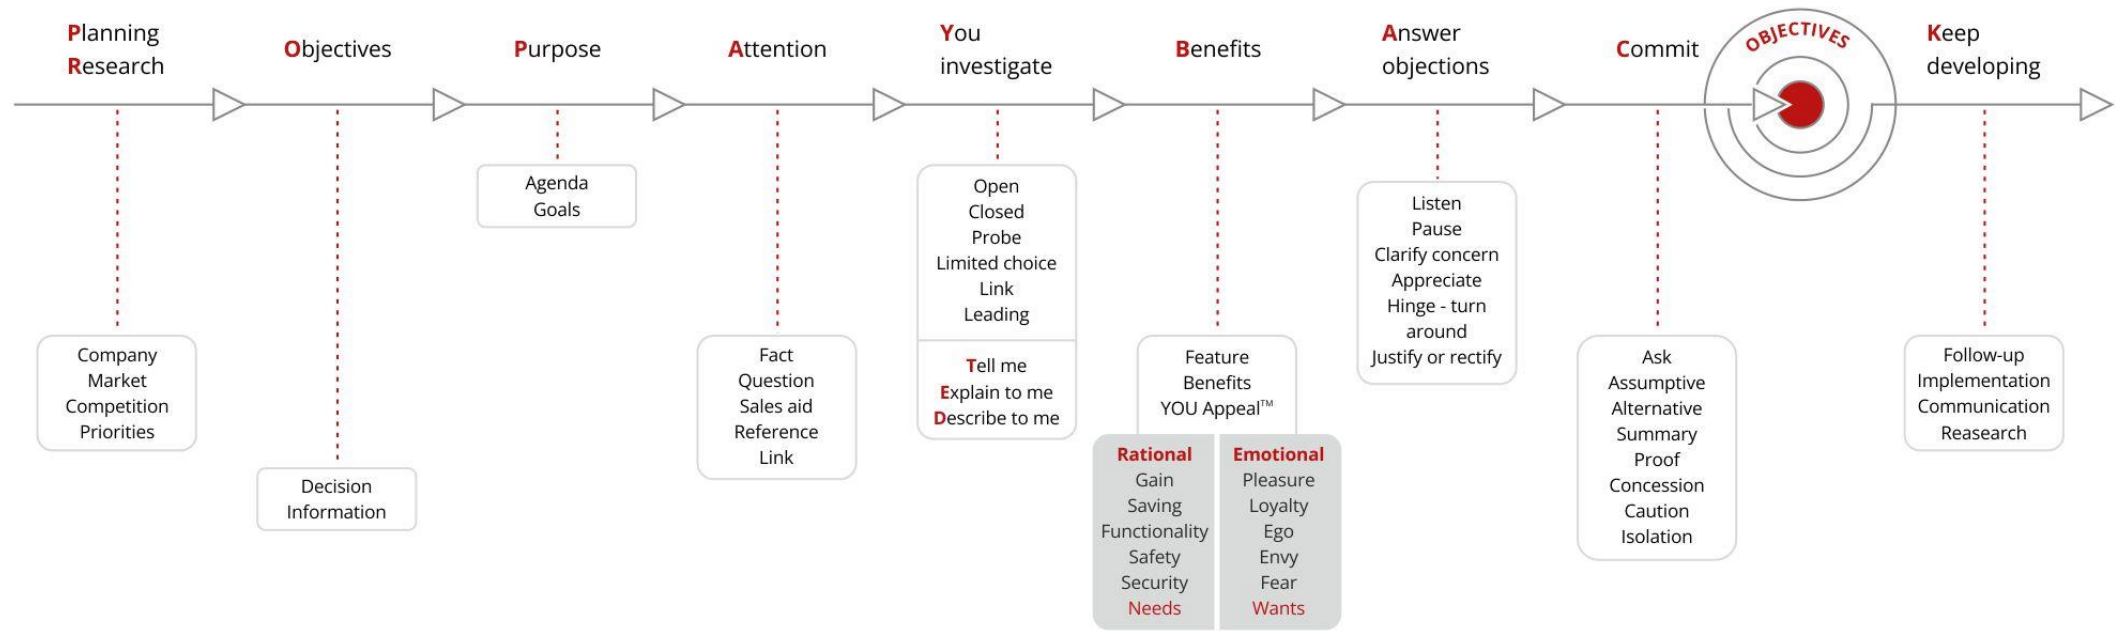 Planning
Research
Objectives
Purpose
Attention
You
investigate
Benefits
Answer
objections
Commit
OBJECTIVES
Keep
developing
Company
Market
Competition
Priorities
Decision
Information
Agenda
Goals
Fact
Question
Sales aid
Reference
Link
Open
Closed
Probe
Limited choice
Link
Leading
Tell me
Explain to me
Describe to me
Feature
Benefits
YOU Appeal™
Rational
Gain
Saving
Functionality
Safety
Security
Needs
Emotional
Pleasure
Loyalty
Ego
Envy
Fear
Wants
Listen
Pause
Clarify concern
Appreciate
Hinge - turn
around
Justify or rectify
Ask
Assumptive
Alternative
Summary
Proof
Concession
Caution
Isolation
Follow-up
Implementation
Communication
Reasearch